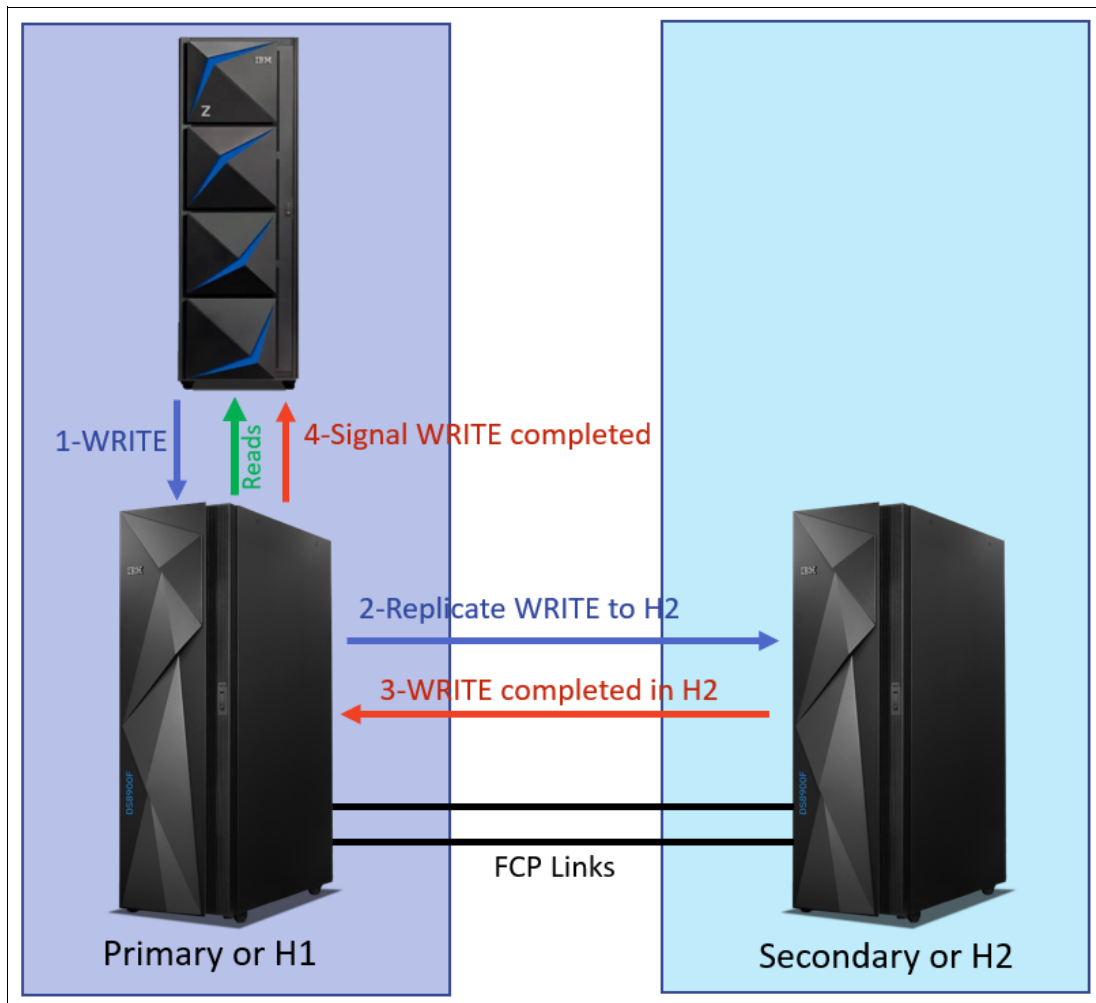 IBM
Z
1-WRITE
Reads
4-Signal WRITE completed
IBM
IBM
2-Replicate WRITE to H2
3-WRITE completed in H2
DS8900F
DS8900F
FCP Links
Primary or H1
Secondary or H2